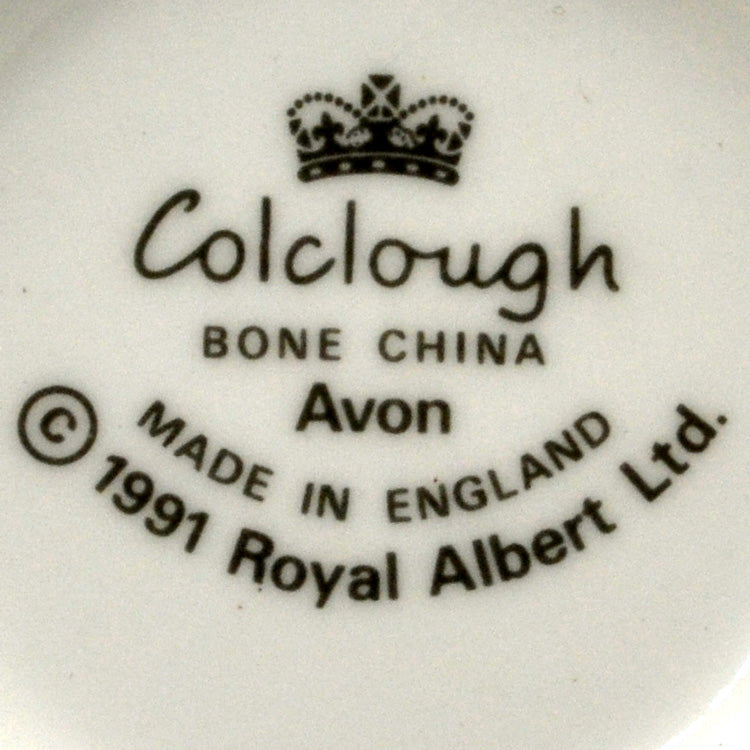 Colclough
BONE CHINA
Avon
MADE IN ENGLAND
© 1991 Royal Albert Ltd.